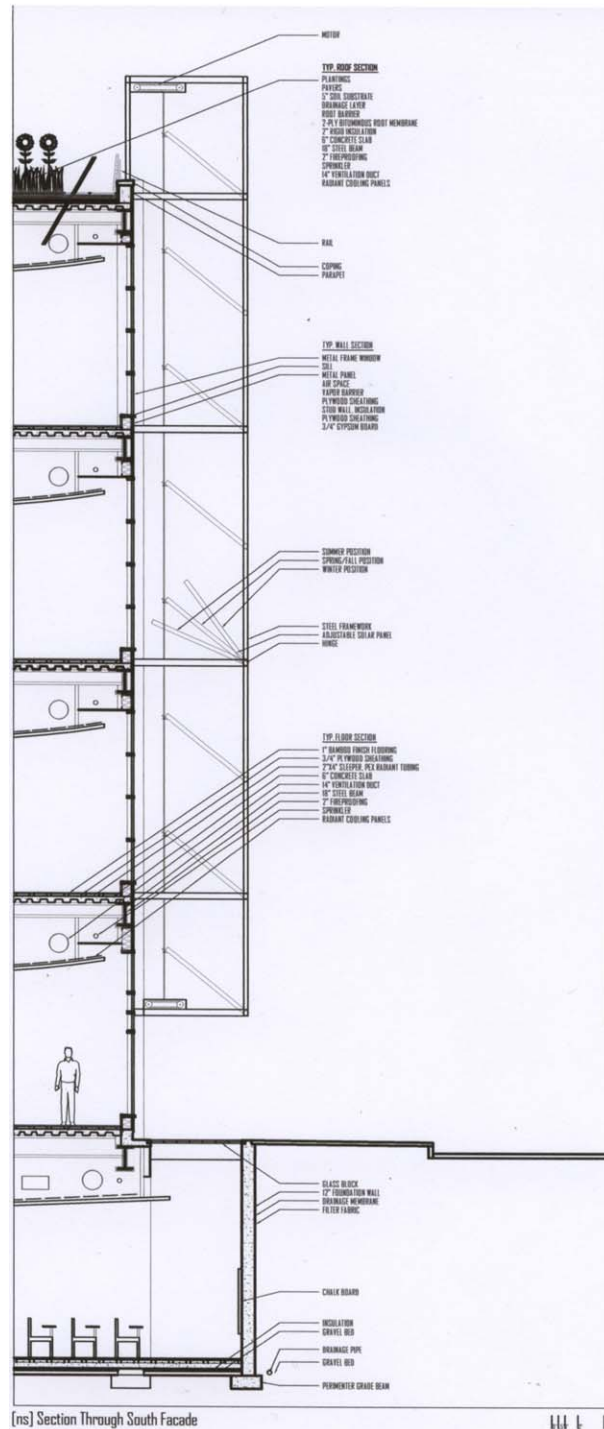 MOTOR
TYP. ROOF SECTION
PLANTINGS
PAVERS
5" SOIL SUBSTRATE
DRAINAGE LAYER
ROOT BARRIER
2-PLY BITUMINOUS ROOT MEMBRANE
2" RIGID INSULATION
6" CONCRETE SLAB
18" STEEL BEAM
2" FIREPROOFING
SPRINKLER
14" VENTILATION DUCT
RADIANT COOLING PANELS
RAIL
COPING
PARAPET
TYP. WALL SECTION
METAL FRAME WINDOW
SILL
METAL PANEL
AIR SPACE
VAPOR BARRIER
PLYWOOD SHEATHING
STUD WALL, INSULATION
PLYWOOD SHEATHING
3/4" GYPSUM BOARD
SUMMER POSITION
SPRING/FALL POSITION
WINTER POSITION
STEEL FRAMEWORK
ADJUSTABLE SOLAR PANEL
HINGE
TYP. FLOOR SECTION
1" BAMBOO FINISH FLOORING
3/4" PLYWOOD SHEATHING
2"X4" SLEEPER, PEX RADIANT TUBING
6" CONCRETE SLAB
14" VENTILATION DUCT
18" STEEL BEAM
2" FIREPROOFING
SPRINKLER
RADIANT COOLING PANELS
GLASS BLOCK
12" FOUNDATION WALL
DRAINAGE MEMBRANE
FILTER FABRIC
CHALK BOARD
INSULATION
GRAVEL BED
DRAINAGE PIPE
GRAVEL BED
PERIMENTER GRADE BEAM
[ns] Section Through South Facade